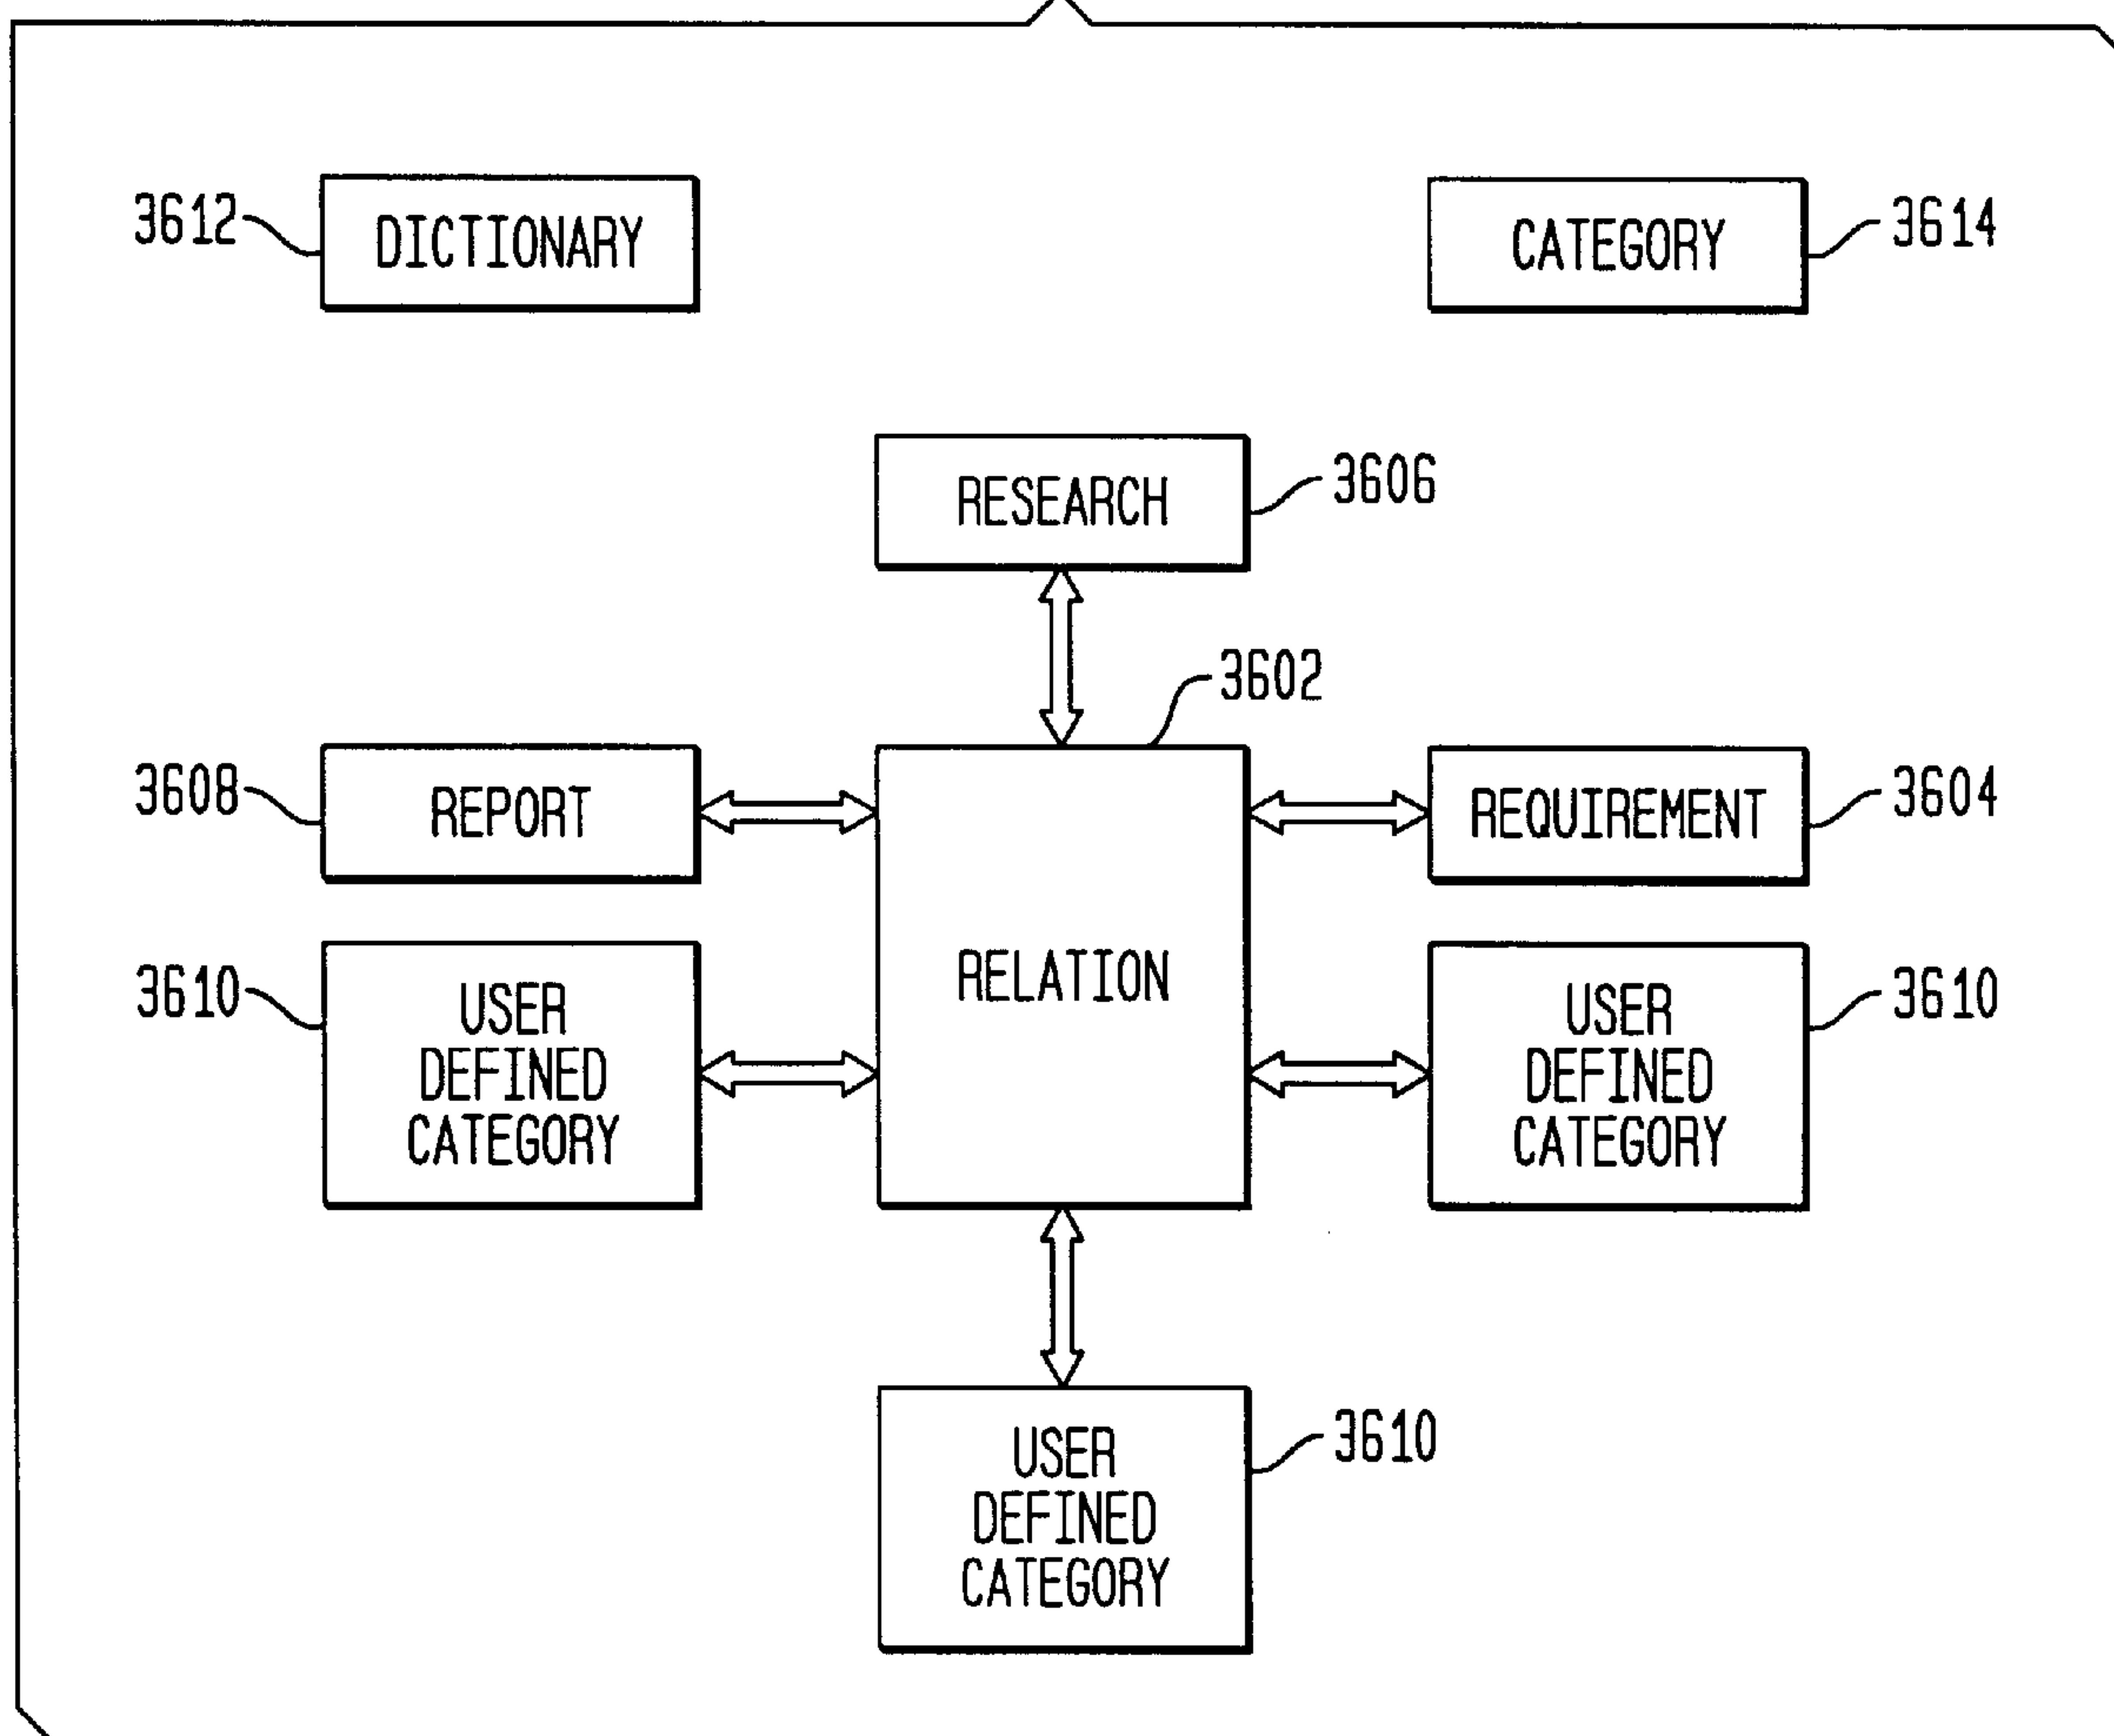 3612
DICTIONARY
CATEGORY
3614
RESEARCH
3606
3602
3608
REPORT
REQUIREMENT
3604
RELATION
3610
USER
DEFINED
CATEGORY
USER
DEFINED
CATEGORY
3610
USER
DEFINED
CATEGORY
3610